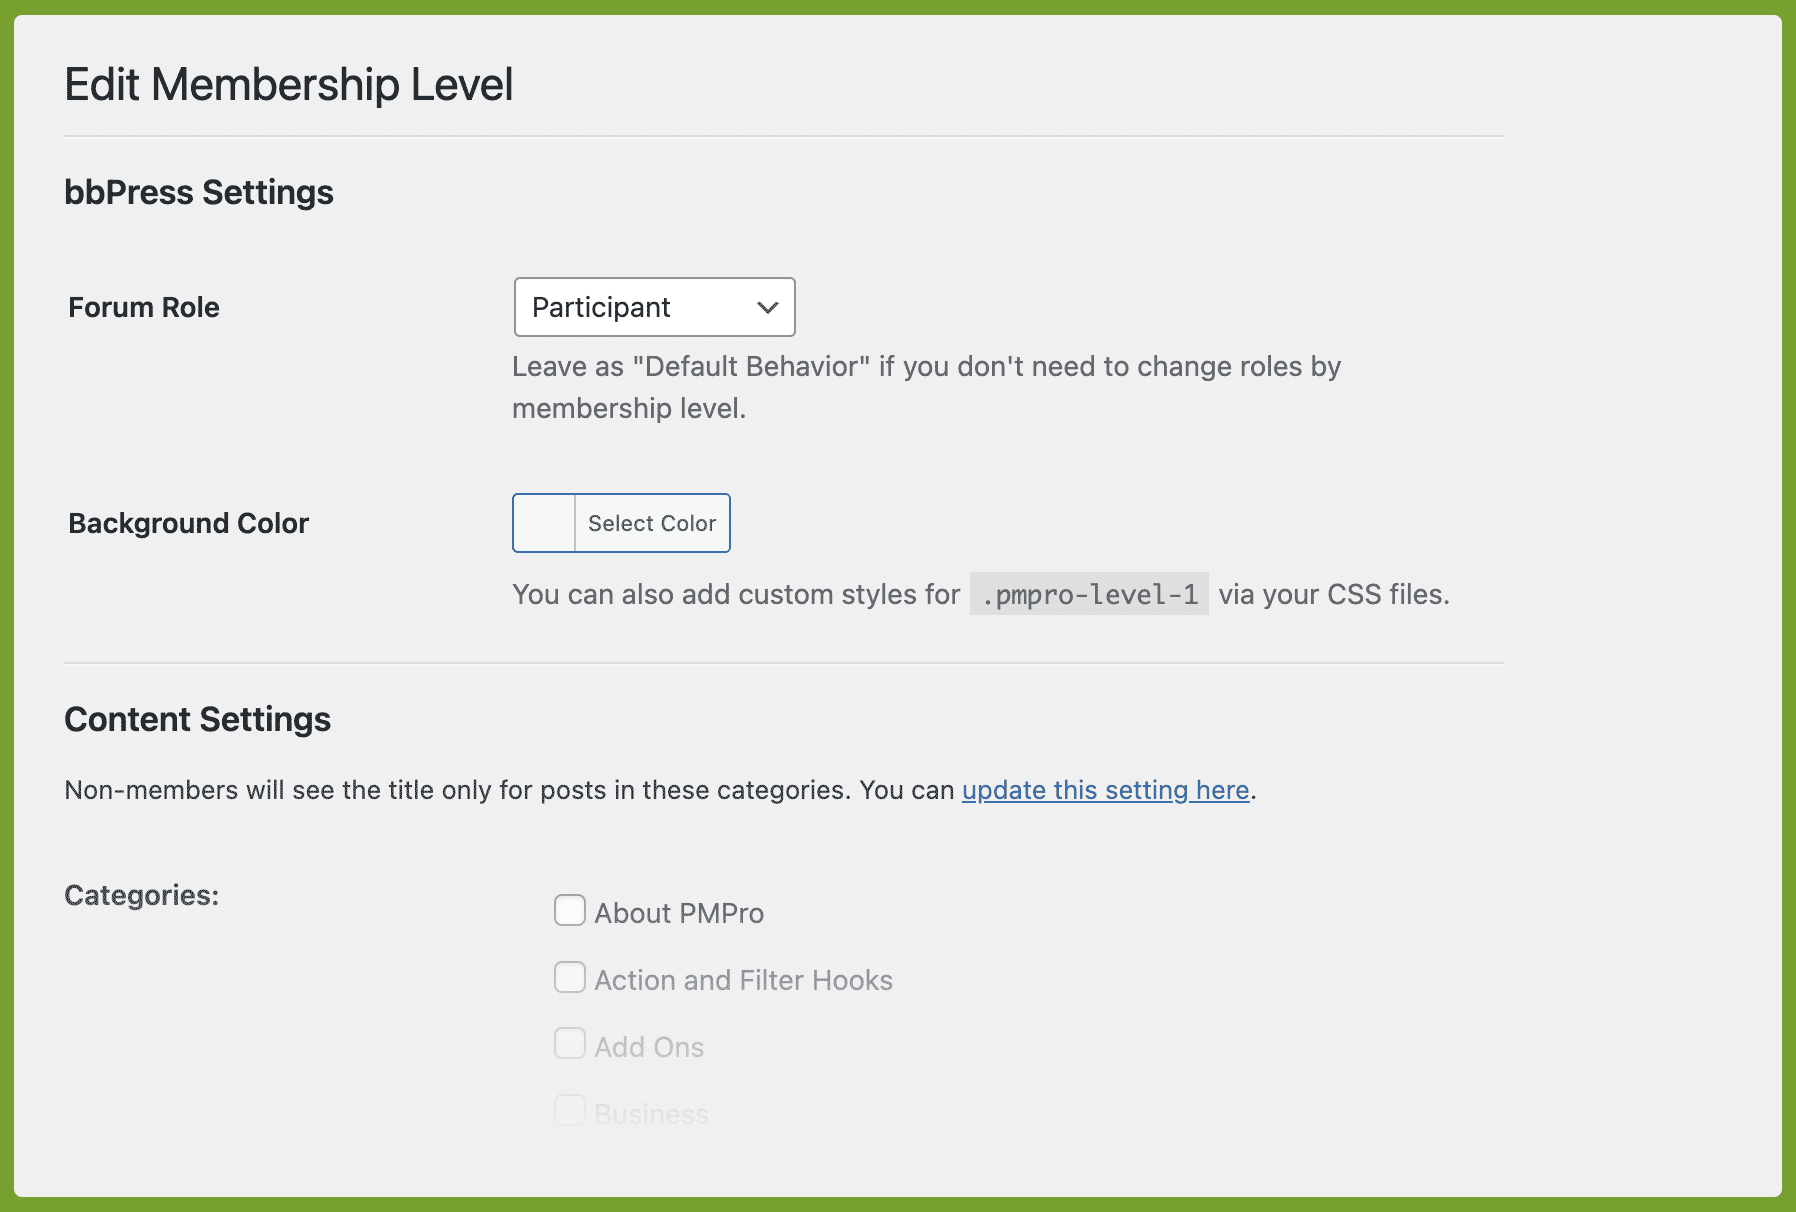 Edit Membership Level
bbPress Settings
Forum Role
Participant
Leave as "Default Behavior" if you don't need to change roles by
membership level.
Background Color
Select Color
You can also add custom styles for .pmpro-level-1 via your CSS files.
Content Settings
Non-members will see the title only for posts in these categories. You can update this setting here.
Categories:
About PMPro
Action and Filter Hooks
Add Ons
Business